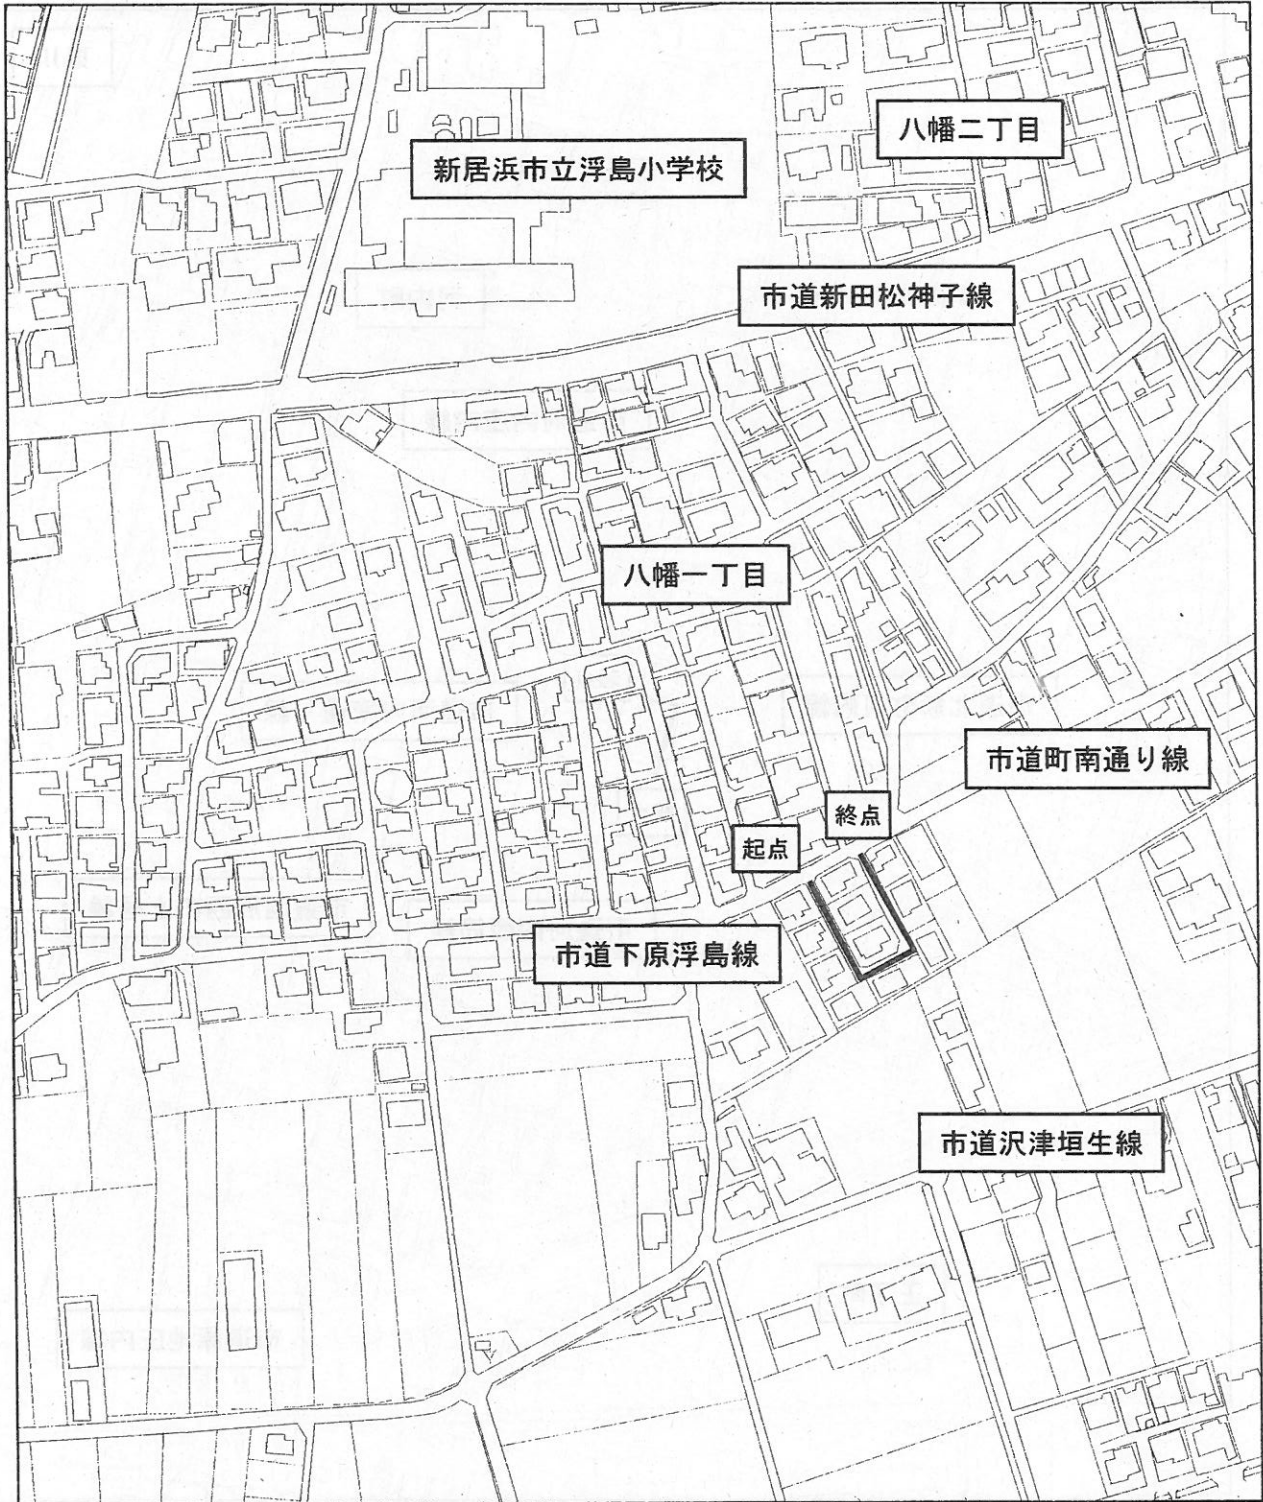 八幡二丁目
新居浜市立浮島小学校
市道新田松神子線
八幡一丁目
市道町南通り線
終点
起点
市道下原浮島線
市道沢津垣生線